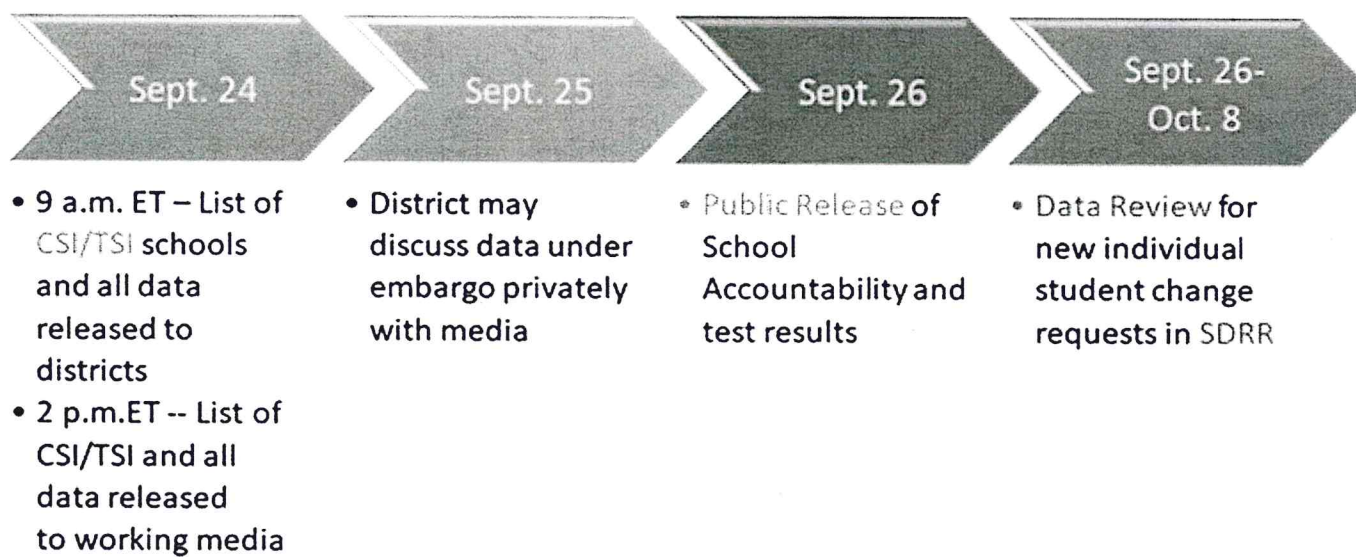 Sept. 24
• 9 a.m. ET – List of
CSI/TSI schools
and all data
released to
districts
• 2 p.m.ET -- List of
CSI/TSI and all
data released
to working media
Sept. 25
• District may
discuss data under
embargo privately
with media
Sept. 26
• Public Release of
School
Accountability and
test results
Sept. 26-
Oct. 8
• Data Review for
new individual
student change
requests in SDRR